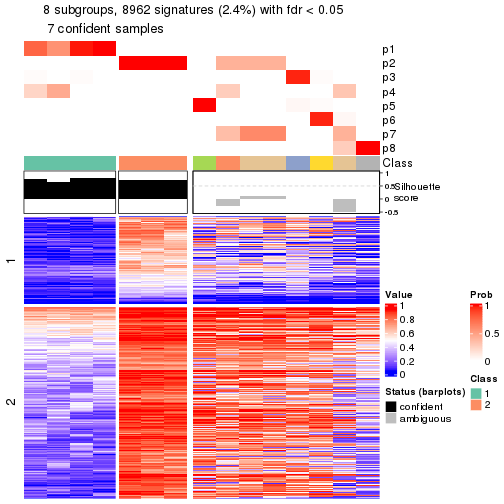 8 subgroups, 8962 signatures (2.4%) with fdr < 0.05
7 confident samples
p1
p2
p3
p4
p5
p6
p7
p8
Class
1
0.5
0
-0.5
Silhouette
score
1
2
Value
1
0.8
0.6
0.4
0.2
0
Prob
1
0.5
0
Status (barplots)
confident
ambiguous
Class
1
2